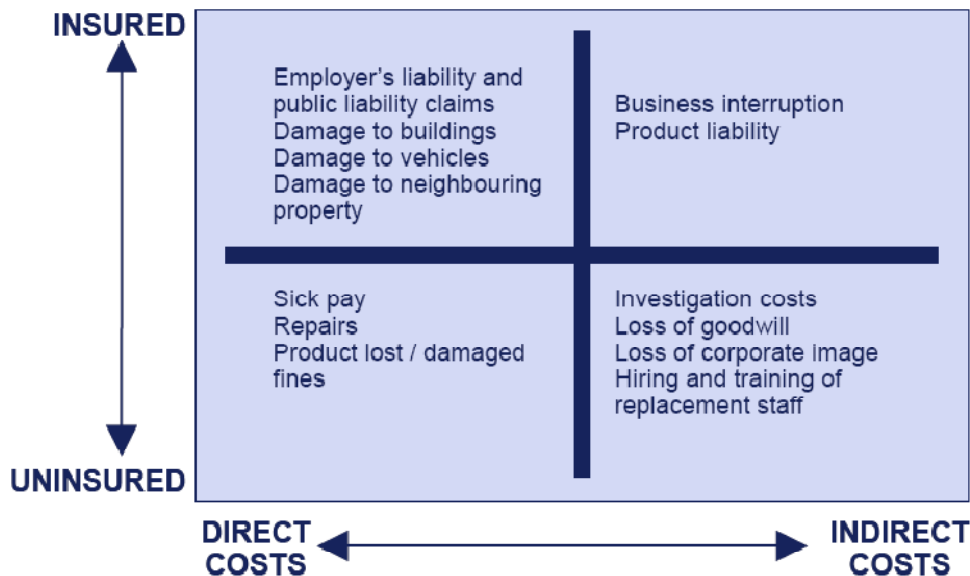 INSURED
Employer's liability and
public liability claims
Damage to buildings
Damage to vehicles
Damage to neighbouring
property
Business interruption
Product liability
Sick pay
Repairs
Product lost / damaged
fines
Investigation costs
Loss of goodwill
Loss of corporate image
Hiring and training of
replacement staff
UNINSURED
DIRECT
COSTS
INDIRECT
COSTS